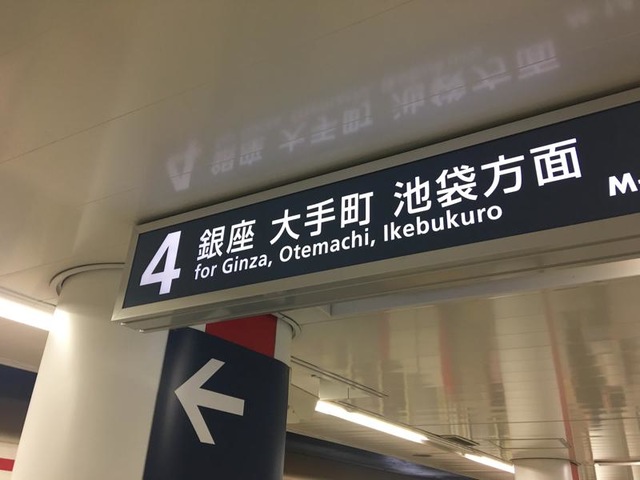 4 銀座 大手町 池袋方面
for Ginza, Otemachi, Ikebukuro